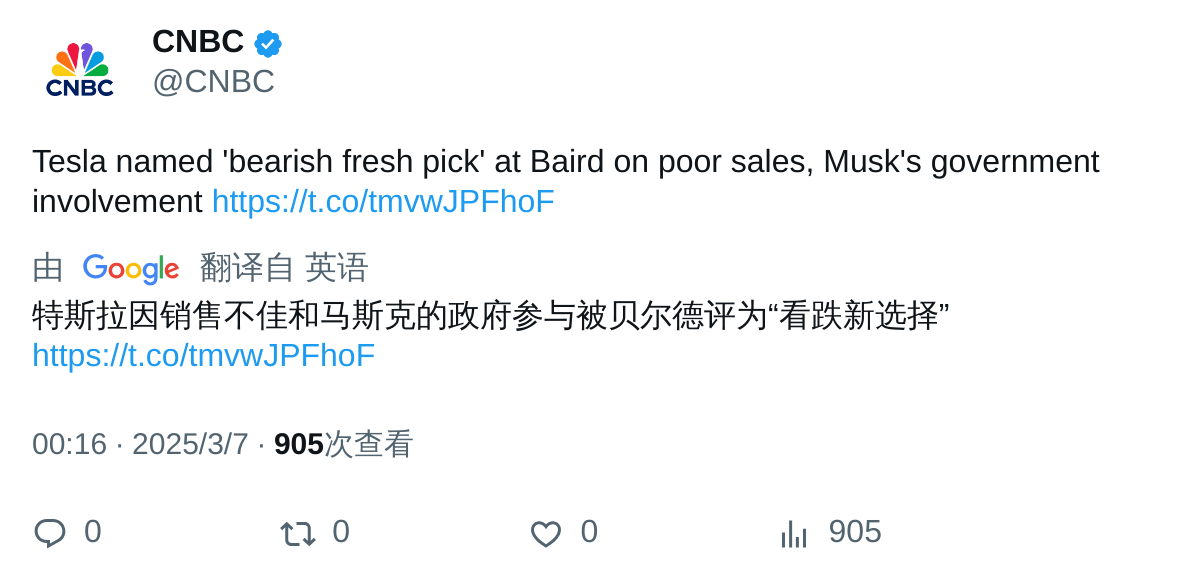 CNBC
CNBC
@CNBC
Tesla named 'bearish fresh pick' at Baird on poor sales, Musk's government
involvement https://t.co/tmvwJPFhoF
由 Google 翻译自 英语
特斯拉因销售不佳和马斯克的政府参与被贝尔德评为“看跌新选择”
https://t.co/tmvwJPFhoF
00:16 · 2025/3/7 · 905次查看
0 0 0 905